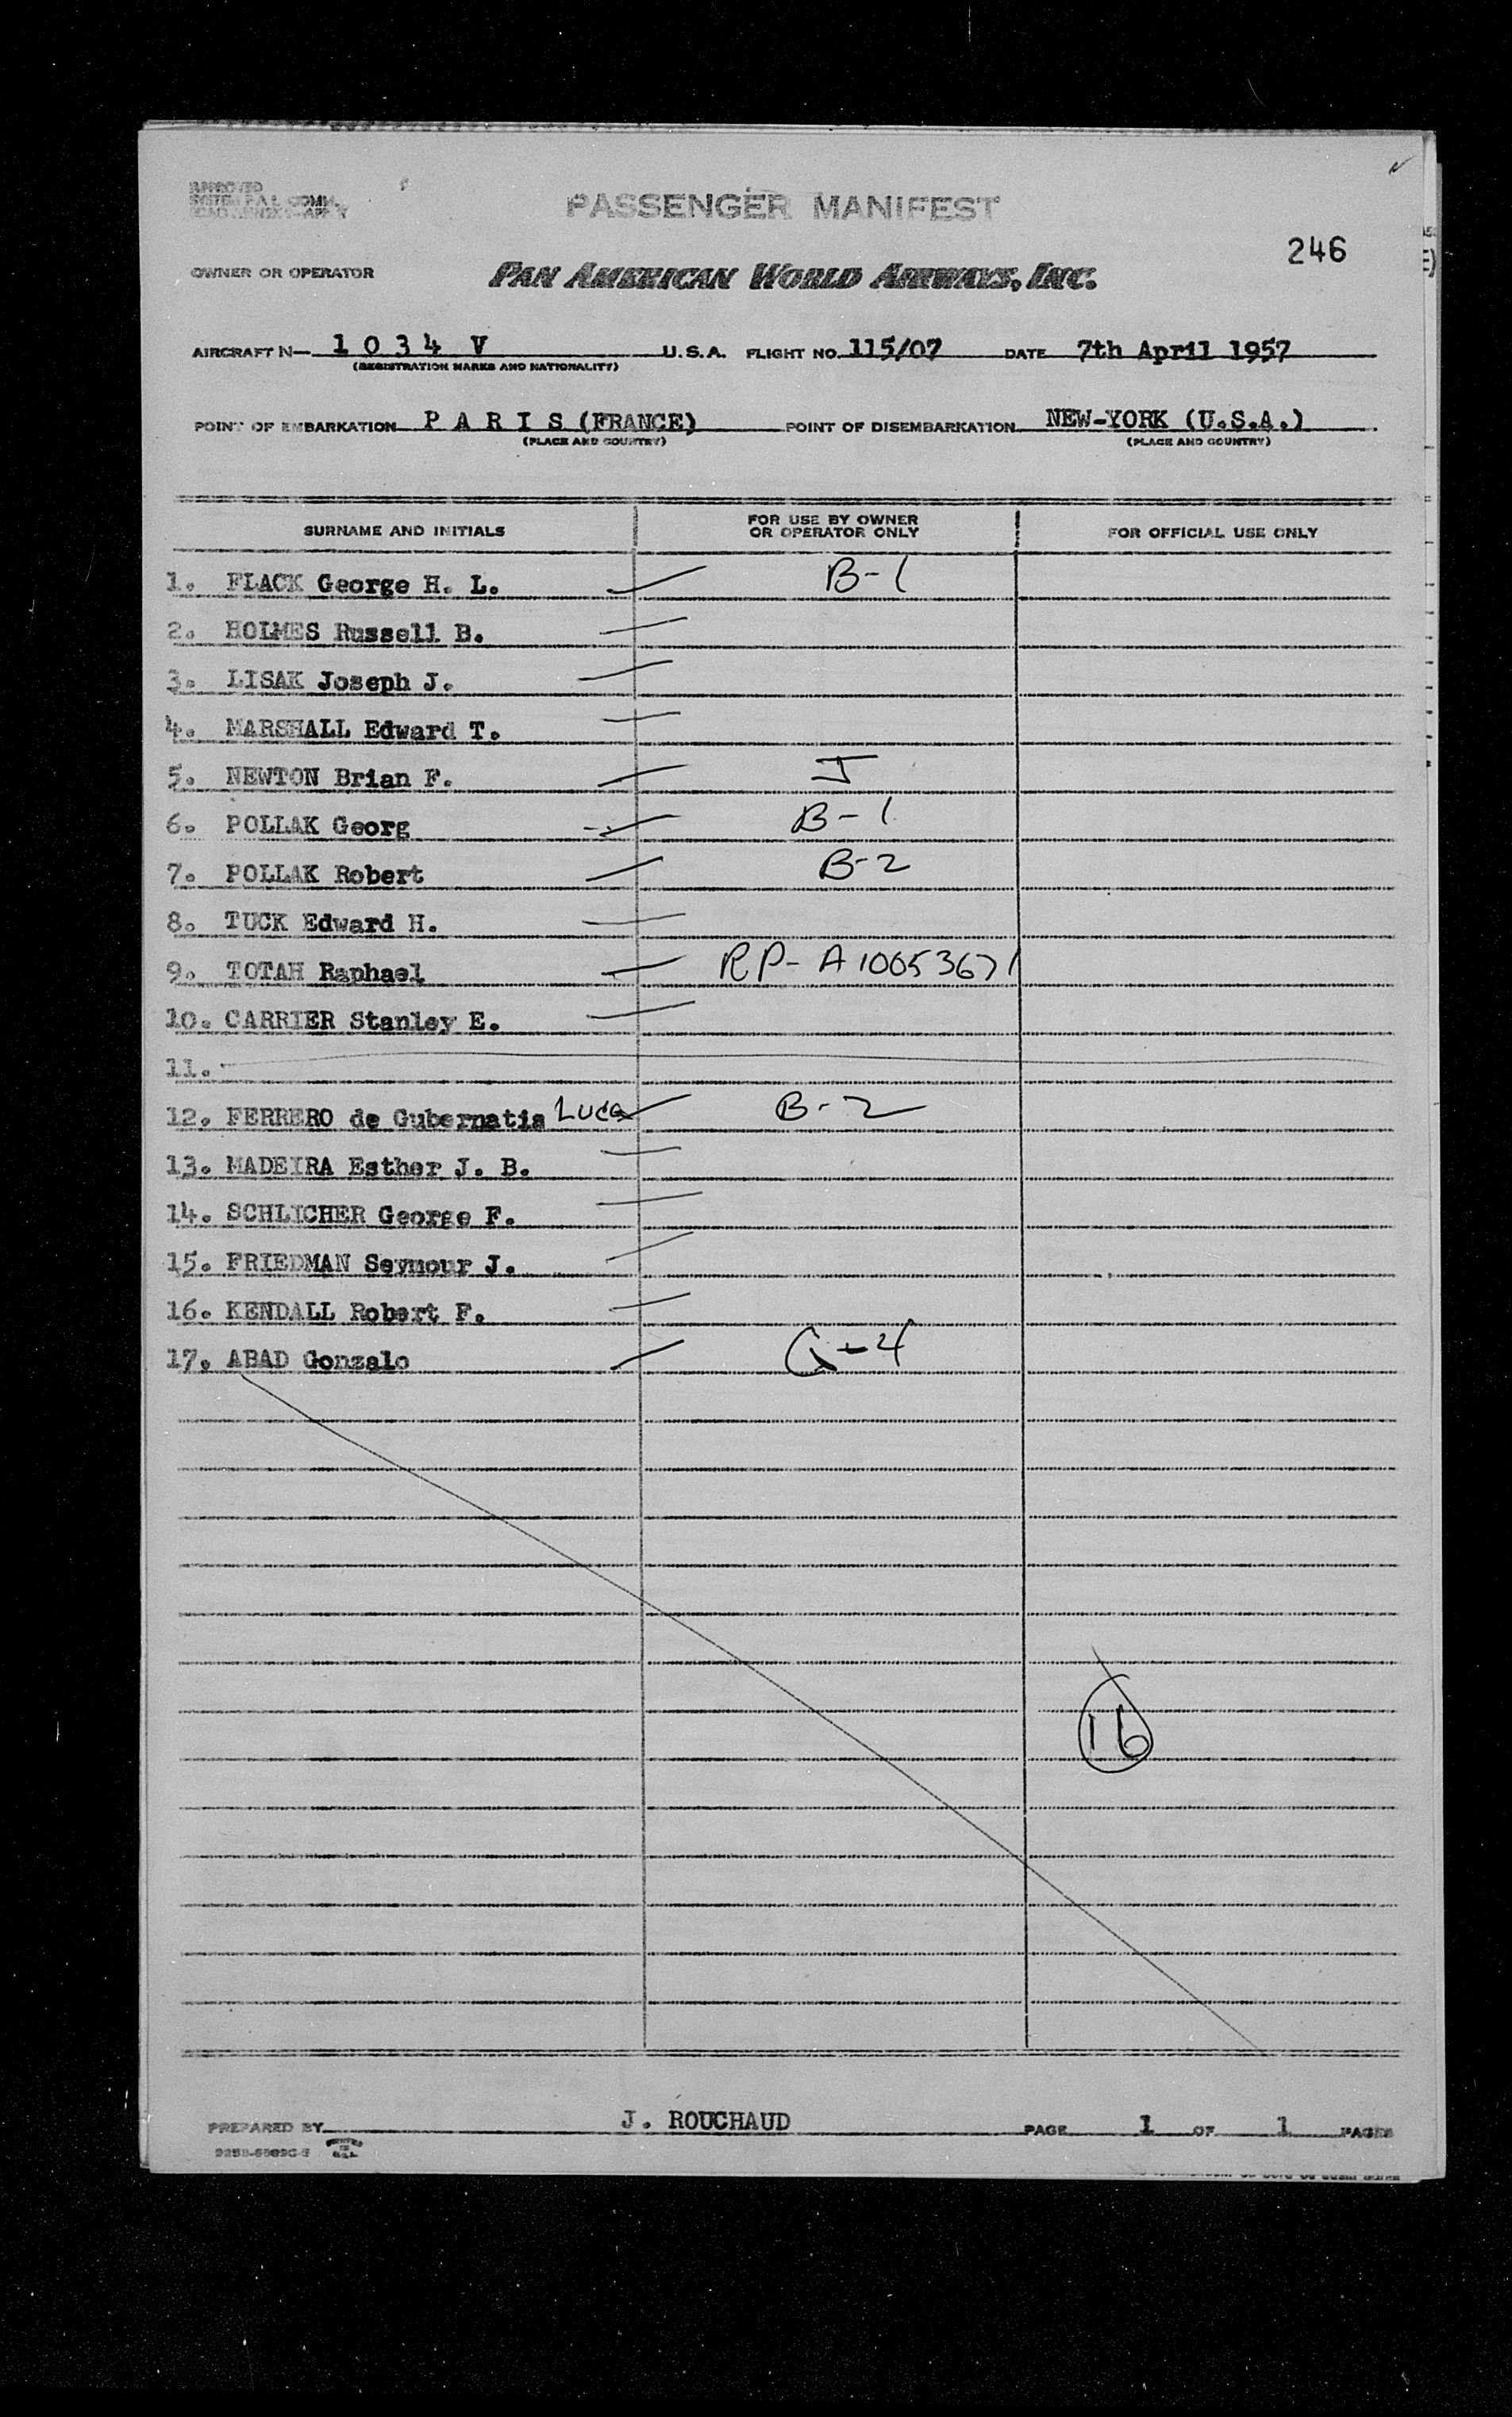 APPROVED
PASSENGER MANIFEST
246
OWNER OR OPERATOR PAN AMERICAN WORLD AIRWAYS, INC.
AIRCRAFT N— 1 0 3 4 V U.S.A. FLIGHT NO. 115/07 DATE 7th April 1957
(REGISTRATION MARKS AND NATIONALITY)
POINT OF EMBARKATION P A R I S (FRANCE) POINT OF DISEMBARKATION NEW-YORK (U.S.A.)
(PLACE AND COUNTRY) (PLACE AND COUNTRY)
SURNAME AND INITIALS FOR USE BY OWNER OR OPERATOR ONLY FOR OFFICIAL USE ONLY
1. FLACK George H. L. B-1
2. HOLMES Russell B.
3. LISAK Joseph J.
4. MARSHALL Edward T.
5. NEWTON Brian F. J
6. POLLAK Georg B-1
7. POLLAK Robert B-2
8. TUCK Edward H.
9. TOTAH Raphael RP-A10053671
10. CARRIER Stanley E.
11.
12. FERRERO de Gubernatis Luca B-2
13. MADEIRA Esther J. B.
14. SCHLICHER George F.
15. FRIEDMAN Seymour J.
16. KENDALL Robert F.
17. ABAD Gonzalo G-4
16
PREPARED BY J. ROUCHAUD PAGE 1 OF 1 PAGES